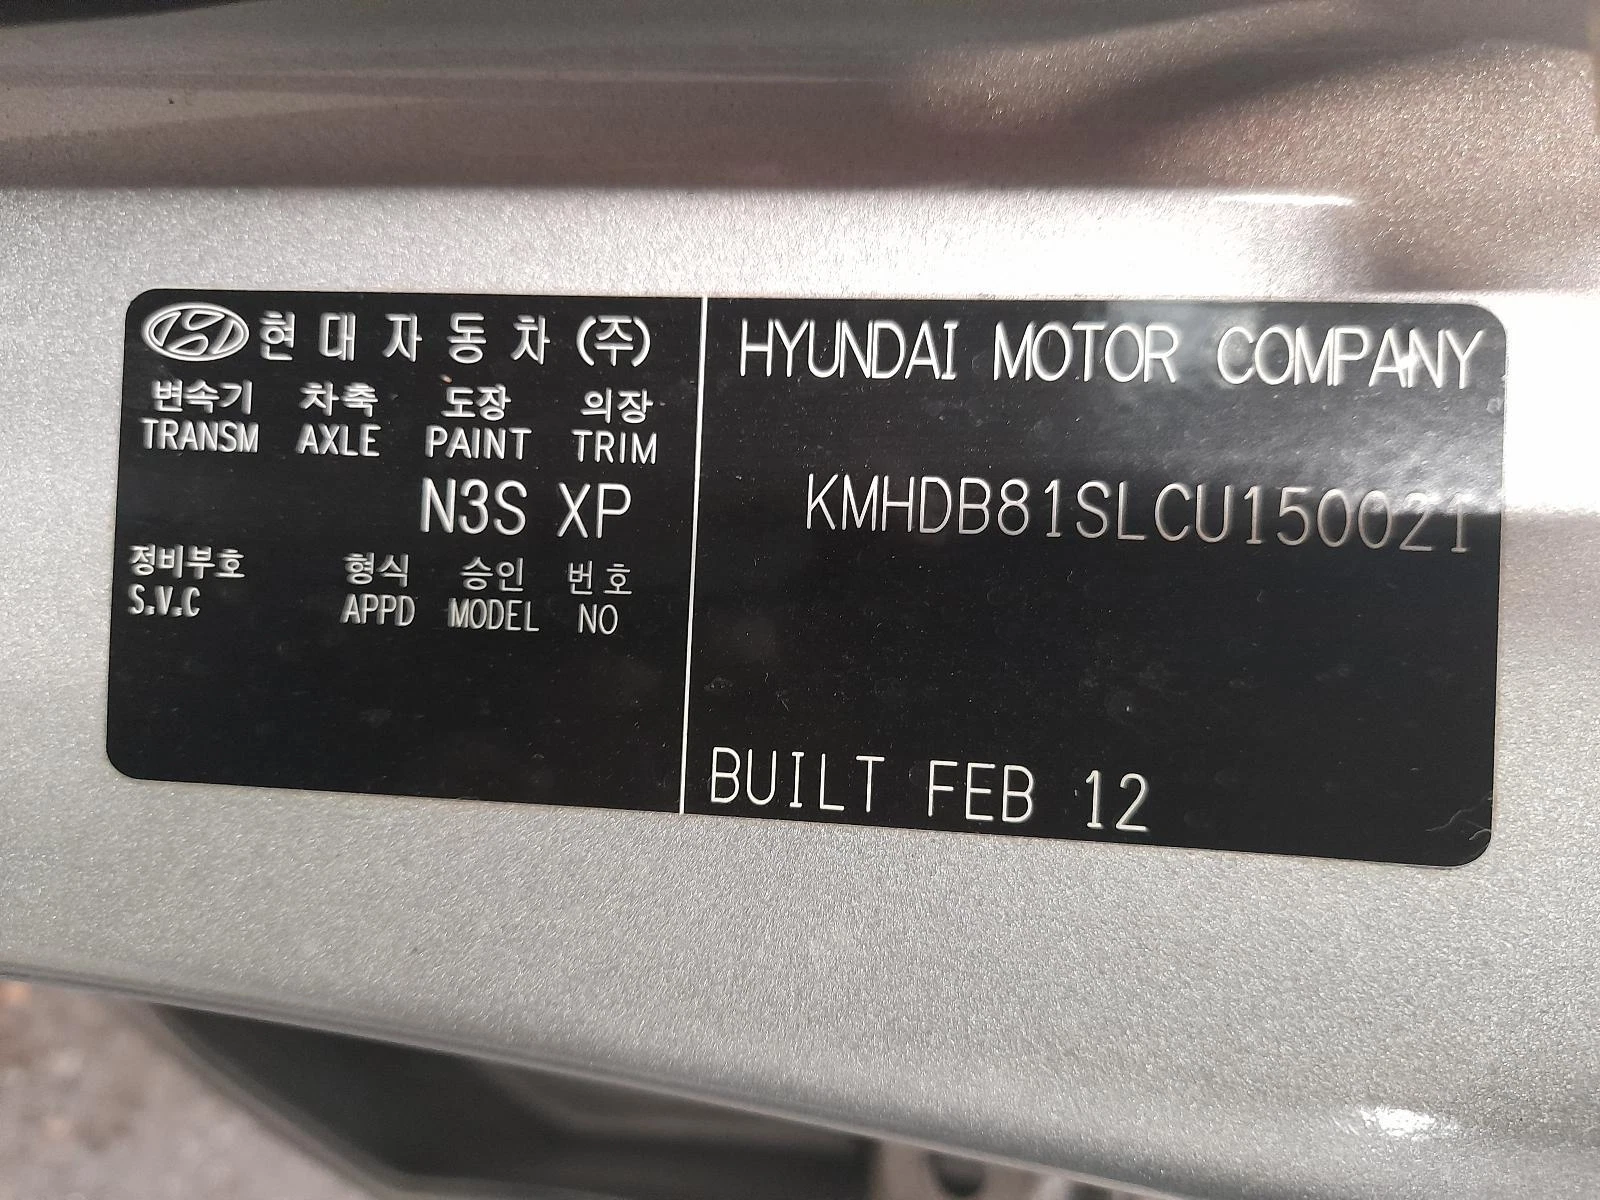 현대자동차 (주)
변속기 차축 도장 의장
TRANSM AXLE PAINT TRIM
N3S XP
정비부호 형식 승인 번호
S.V.C APPD MODEL NO
HYUNDAI MOTOR COMPANY
KMHDB81SLCU150021
BUILT FEB 12